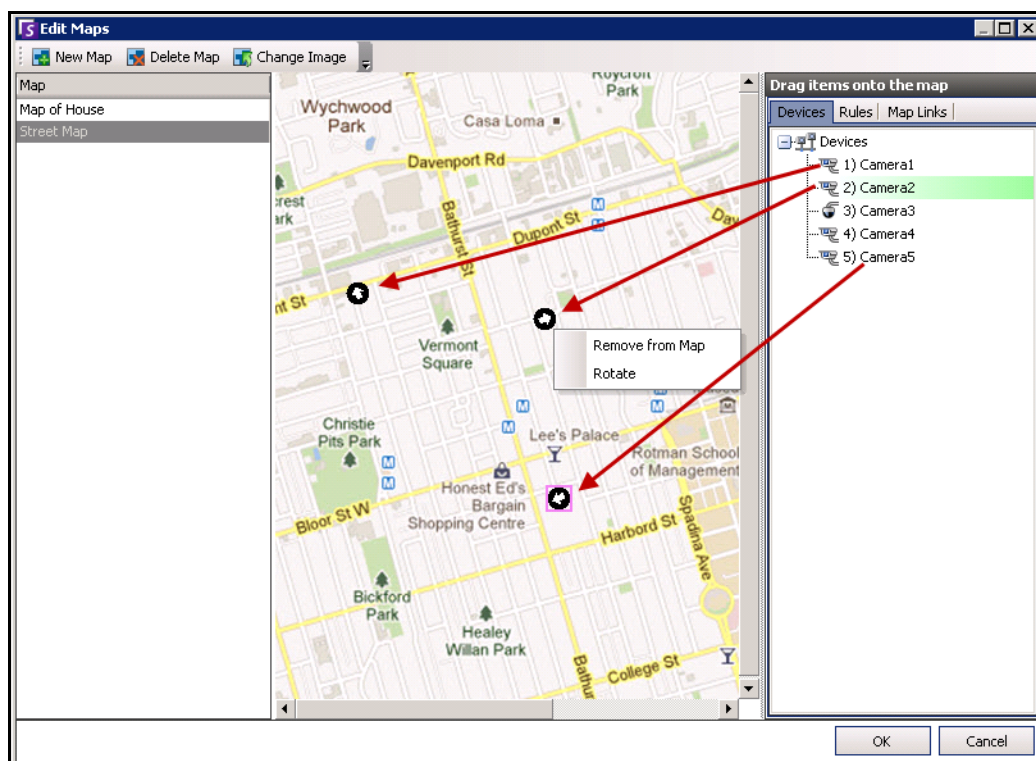 Edit Maps
New Map
Delete Map
Change Image
Map
Map of House
Street Map
Roycroft
Park
Wychwood
Park
Casa Loma
Davenport Rd
crest
ark
Bathurst St
Dupont St
Dav
nt St
Vermont
Square
Remove from Map
Rotate
Christie
Pits Park
Lee's Palace
Rotman School
of Management
Honest Ed's
Bargain
Shopping Centre
Bloor St W
Harbord St
Spadina Ave
Bickford
Park
Healey
Willan Park
Bathur
College St
M
M
M
M
M
M
M
Drag items onto the map
Devices
Rules
Map Links
Devices
1) Camera1
2) Camera2
3) Camera3
4) Camera4
5) Camera5
OK
Cancel